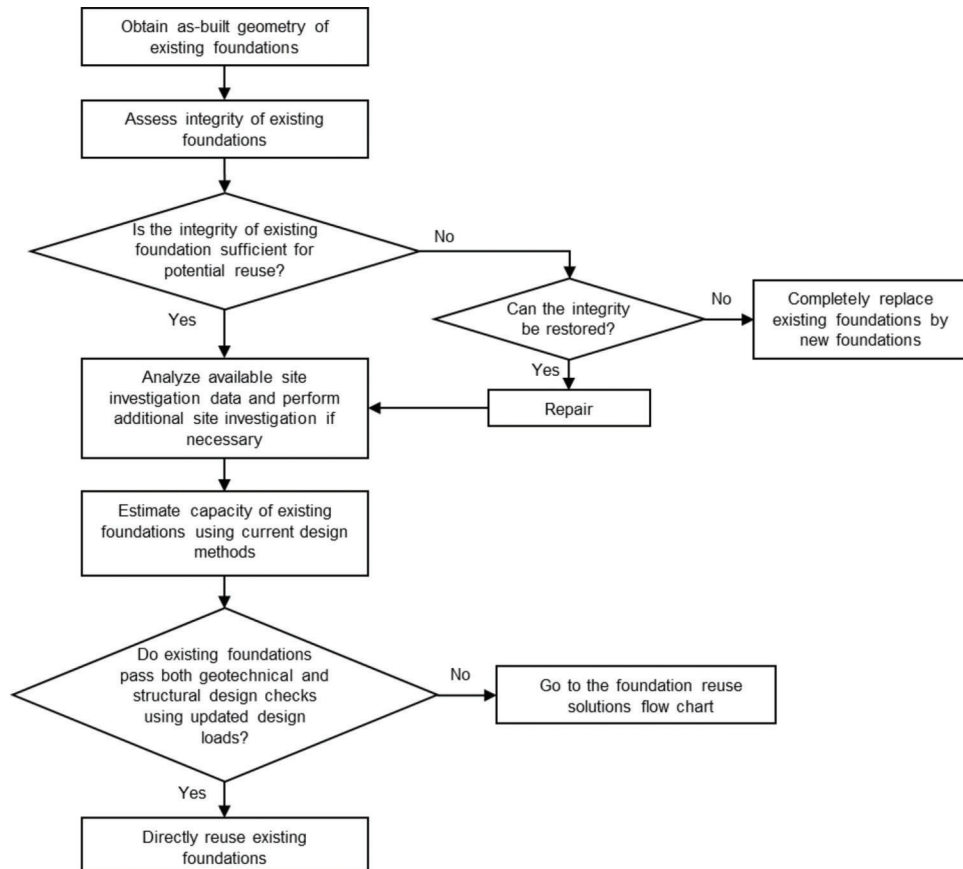 Obtain as-built geometry of
existing foundations
Assess integrity of existing
foundations
Is the integrity of existing
foundation sufficient for
potential reuse?
No
Yes
Can the integrity
be restored?
No
Completely replace
existing foundations by
new foundations
Yes
Repair
Analyze available site
investigation data and perform
additional site investigation if
necessary
Estimate capacity of existing
foundations using current design
methods
Do existing foundations
pass both geotechnical and
structural design checks
using updated design
loads?
No
Go to the foundation reuse
solutions flow chart
Yes
Directly reuse existing
foundations